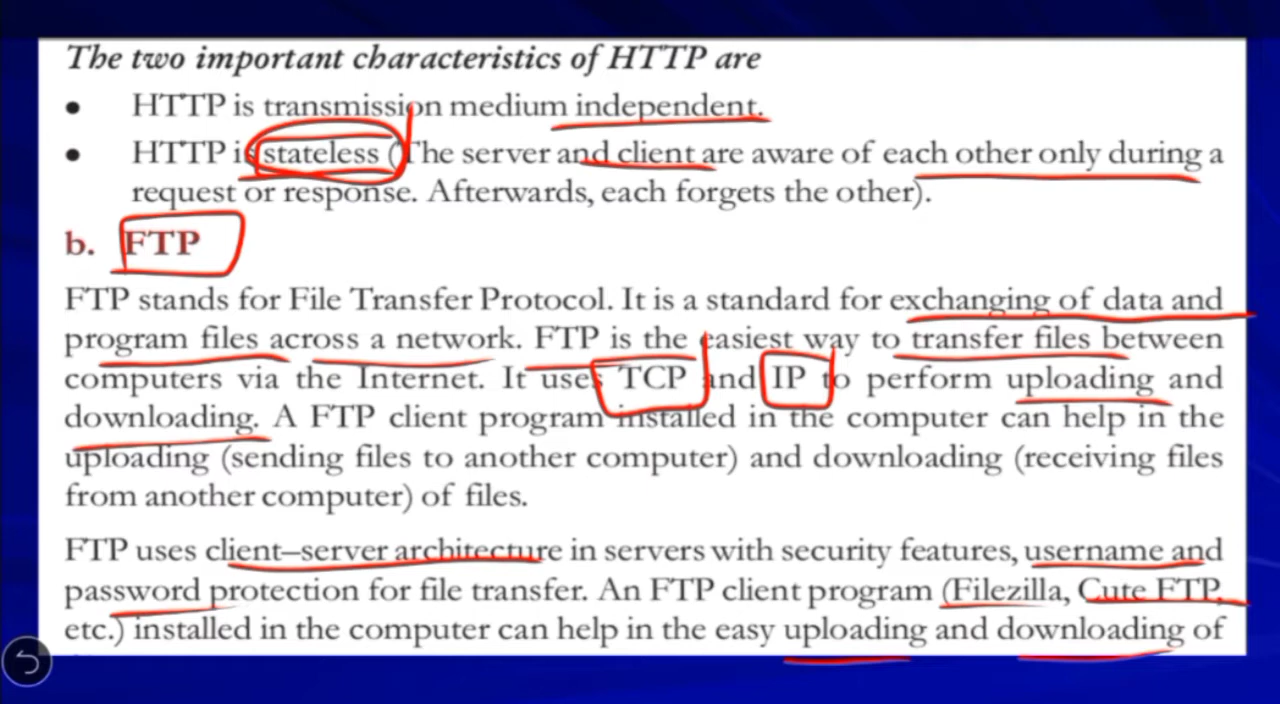 The two important characteristics of HTTP are
• HTTP is transmission medium independent.
• HTTP is stateless (The server and client are aware of each other only during a
request or response. Afterwards, each forgets the other).
b. FTP
FTP stands for File Transfer Protocol. It is a standard for exchanging of data and
program files across a network. FTP is the easiest way to transfer files between
computers via the Internet. It uses TCP and IP to perform uploading and
downloading. A FTP client program installed in the computer can help in the
uploading (sending files to another computer) and downloading (receiving files
from another computer) of files.
FTP uses client–server architecture in servers with security features, username and
password protection for file transfer. An FTP client program (Filezilla, Cute FTP,
etc.) installed in the computer can help in the easy uploading and downloading of